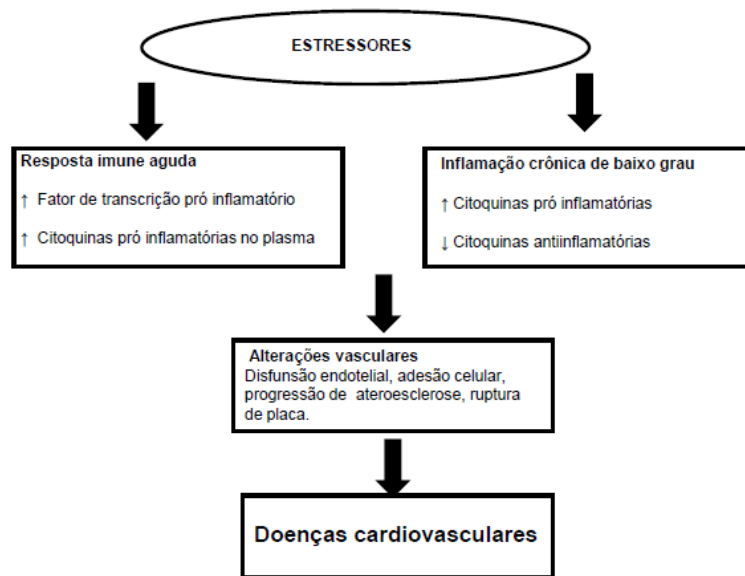 ESTRESSORES
Resposta imune aguda
↑ Fator de transcrição pró inflamatório
↑ Citoquinas pró inflamatórias no plasma
Inflamação crônica de baixo grau
↑ Citoquinas pró inflamatórias
↓ Citoquinas antiinflamatórias
Alterações vasculares
Disfunsão endotelial, adesão celular,
progressão de ateroesclerose, ruptura
de placa.
Doenças cardiovasculares